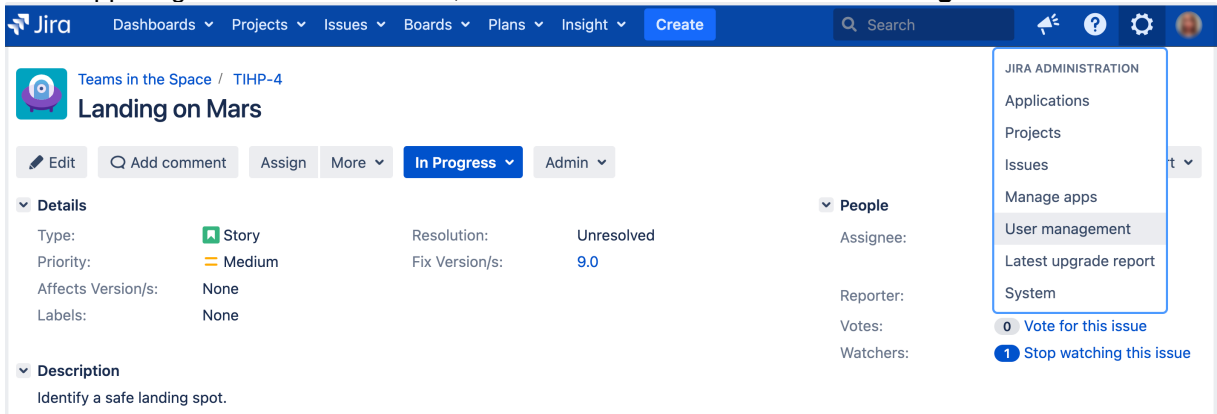 Jira Dashboards Projects Issues Boards Plans Insight Create Search
JIRA ADMINISTRATION
Applications
Projects
Issues
Manage apps
User management
Latest upgrade report
System
Teams in the Space / TIHP-4
Landing on Mars
Edit Add comment Assign More In Progress Admin
Details
Type: Story
Priority: Medium
Affects Version/s: None
Labels: None
Resolution: Unresolved
Fix Version/s: 9.0
People
Assignee:
Reporter:
Votes: 0 Vote for this issue
Watchers: 1 Stop watching this issue
Description
Identify a safe landing spot.